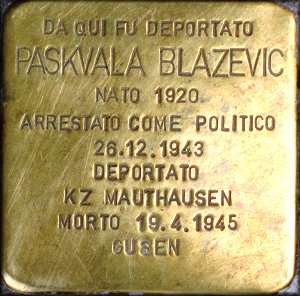 DA QUI FU DEPORTATO
PASKVALA BLAZEVIC
NATO 1920
ARRESTATO COME POLITICO
26.12.1943
DEPORTATO
KZ MAUTHAUSEN
MORTO 19.4.1945
GUSEN